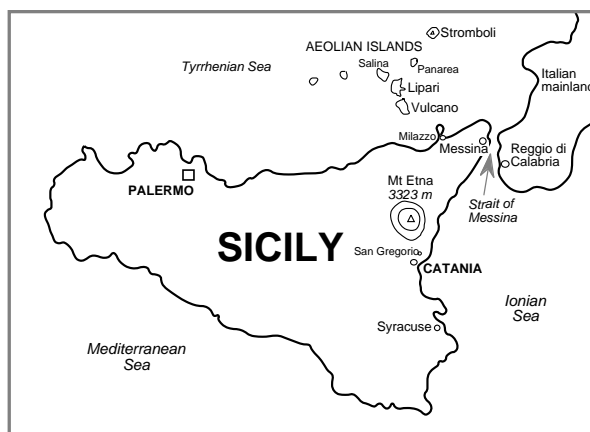 Stromboli
AEOLIAN ISLANDS
Tyrrhenian Sea
Salina
Panarea
Italian
mainland
Lipari
Vulcano
Milazzo
Messina
Reggio di
Calabria
PALERMO
Mt Etna
3323 m
Strait of
Messina
SICILY
San Gregorio
CATANIA
Ionian
Sea
Syracuse
Mediterranean
Sea